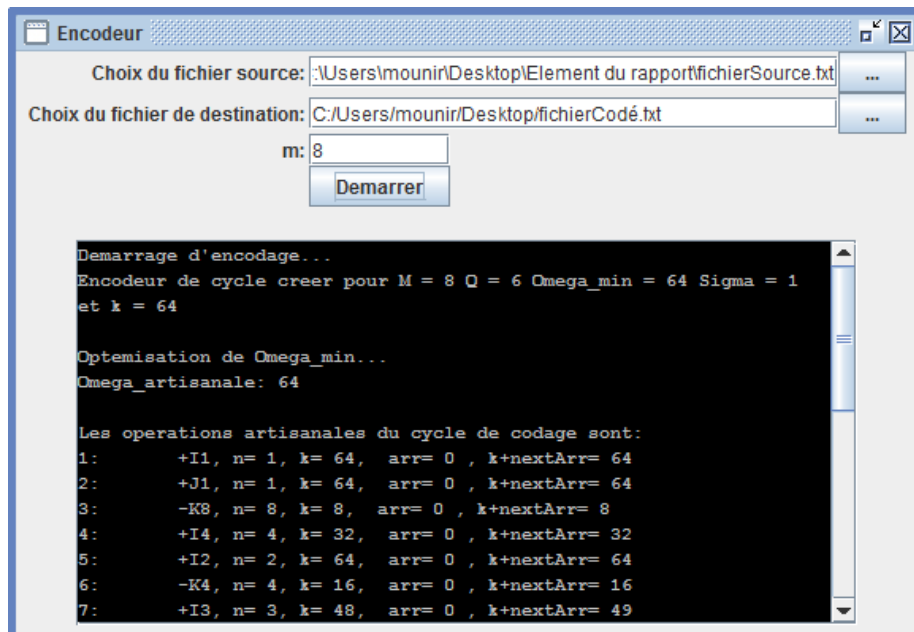 Encodeur
Choix du fichier source: :\Users\mounir\Desktop\Element du rapport\fichierSource.txt ...
Choix du fichier de destination: C:/Users/mounir/Desktop/fichierCodé.txt ...
m: 8
Demarrer
Demarrage d'encodage...
Encodeur de cycle creer pour M = 8 Q = 6 Omega_min = 64 Sigma = 1
et k = 64
Optemisation de Omega_min...
Omega_artisanale: 64
Les operations artisanales du cycle de codage sont:
1: +I1, n= 1, k= 64, arr= 0 , k+nextArr= 64
2: +J1, n= 1, k= 64, arr= 0 , k+nextArr= 64
3: -K8, n= 8, k= 8, arr= 0 , k+nextArr= 8
4: +I4, n= 4, k= 32, arr= 0 , k+nextArr= 32
5: +I2, n= 2, k= 64, arr= 0 , k+nextArr= 64
6: -K4, n= 4, k= 16, arr= 0 , k+nextArr= 16
7: +I3, n= 3, k= 48, arr= 0 , k+nextArr= 49